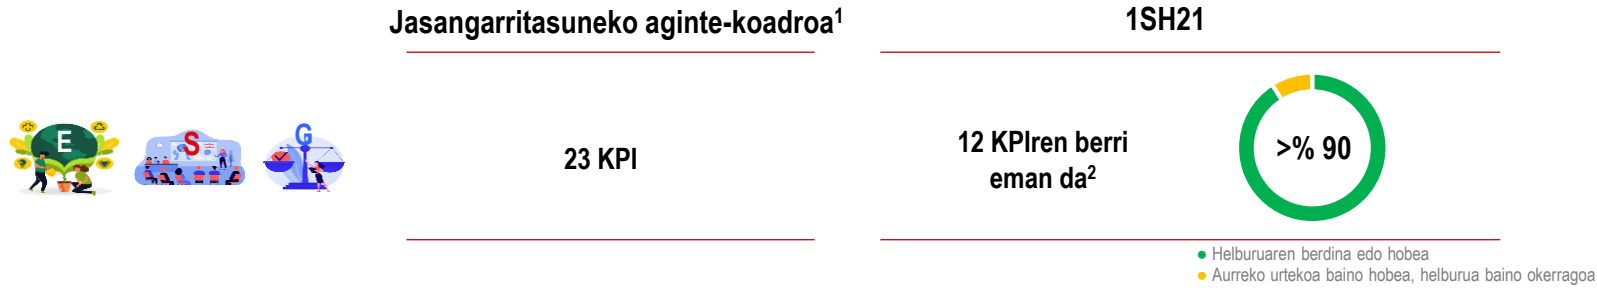 Jasangarritasuneko aginte-koadroa¹
1SH21
E
S
G
23 KPI
12 KPIren berri
eman da²
>% 90
Helburuaren berdina edo hobea
Aurreko urtekoa baino hobea, helburua baino okerragoa